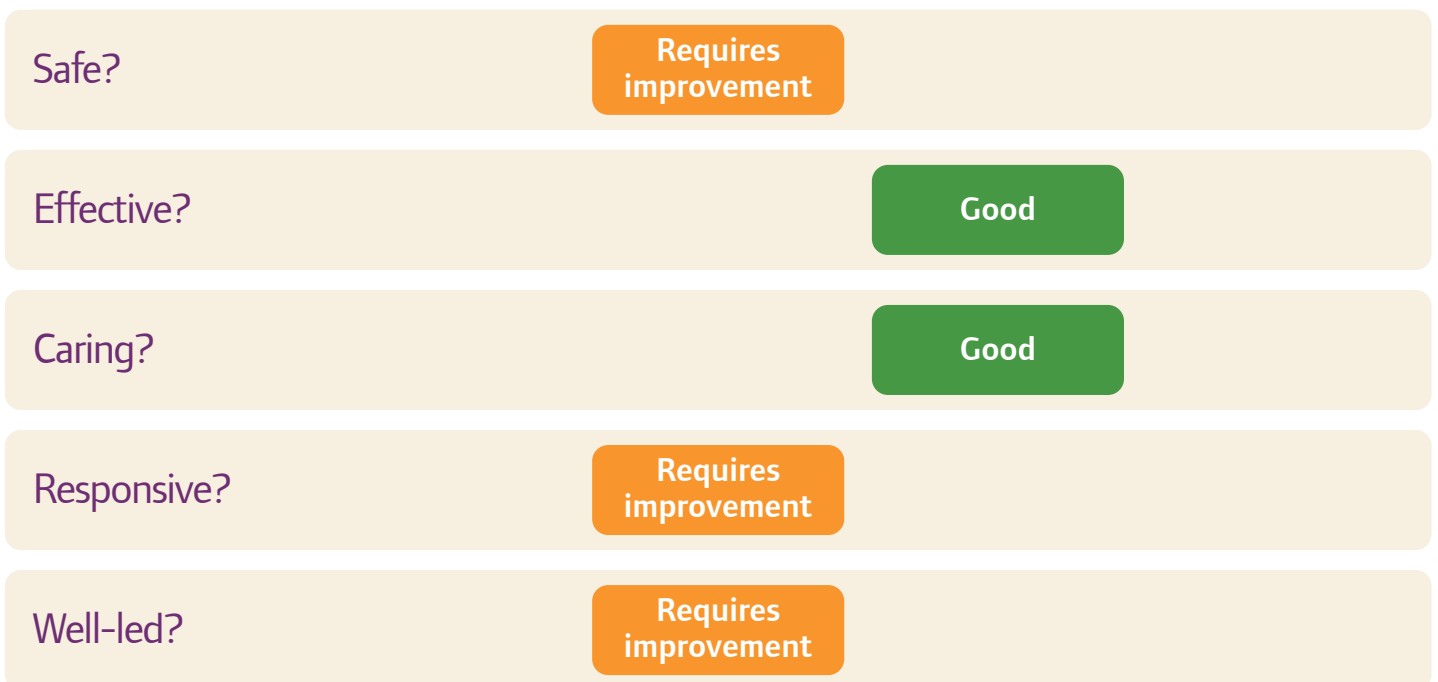 Safe?
Requires
improvement
Effective?
Good
Caring?
Good
Responsive?
Requires
improvement
Well-led?
Requires
improvement